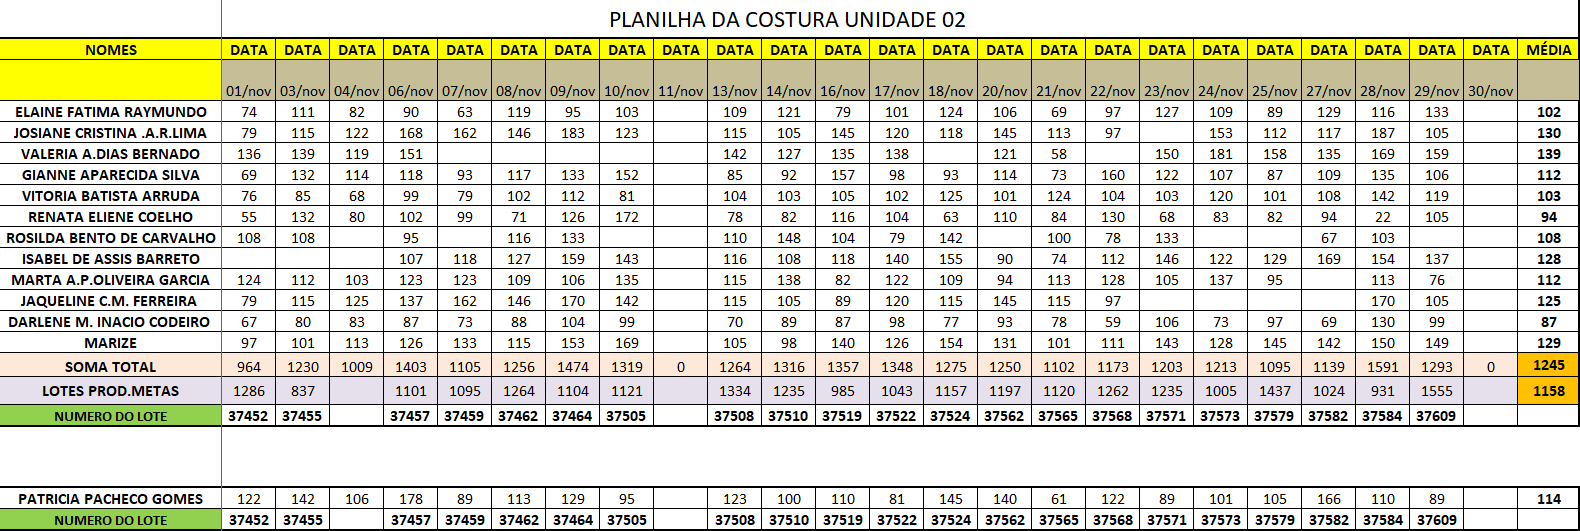 PLANILHA DA COSTURA UNIDADE 02
NOMES DATA DATA DATA DATA DATA DATA DATA DATA DATA DATA DATA DATA DATA DATA DATA DATA DATA DATA DATA DATA DATA DATA DATA DATA MÉDIA
01/nov 03/nov 04/nov 06/nov 07/nov 08/nov 09/nov 10/nov 11/nov 13/nov 14/nov 16/nov 17/nov 18/nov 20/nov 21/nov 22/nov 23/nov 24/nov 25/nov 27/nov 28/nov 29/nov 30/nov
ELAINE FATIMA RAYMUNDO 74 111 82 90 63 119 95 103 109 121 79 101 124 106 69 97 127 109 89 129 116 133 102
JOSIANE CRISTINA .A.R.LIMA 79 115 122 168 162 146 183 123 115 105 145 120 118 145 113 97 153 112 117 187 105 130
VALERIA A.DIAS BERNADO 136 139 119 151 142 127 135 138 121 58 150 181 158 135 169 159 139
GIANNE APARECIDA SILVA 69 132 114 118 93 117 133 152 85 92 157 98 93 114 73 160 122 107 87 109 135 106 112
VITORIA BATISTA ARRUDA 76 85 68 99 79 102 112 81 104 103 105 102 125 101 124 104 103 120 101 108 142 119 103
RENATA ELIENE COELHO 55 132 80 102 99 71 126 172 78 82 116 104 63 110 84 130 68 83 82 94 22 105 94
ROSILDA BENTO DE CARVALHO 108 108 95 116 133 110 148 104 79 142 100 78 133 67 103 108
ISABEL DE ASSIS BARRETO 107 118 127 159 143 116 108 118 140 155 90 74 112 146 122 129 169 154 137 128
MARTA A.P.OLIVEIRA GARCIA 124 112 103 123 123 109 106 135 115 138 82 122 109 94 113 128 105 137 95 113 76 112
JAQUELINE C.M. FERREIRA 79 115 125 137 162 146 170 142 115 105 89 120 115 145 115 97 170 105 125
DARLENE M. INACIO CODEIRO 67 80 83 87 73 88 104 99 70 89 87 98 77 93 78 59 106 73 97 69 130 99 87
MARIZE 97 101 113 126 133 115 153 169 105 98 140 126 154 131 101 111 143 128 145 142 150 149 129
SOMA TOTAL 964 1230 1009 1403 1105 1256 1474 1319 0 1264 1316 1357 1348 1275 1250 1102 1173 1203 1213 1095 1139 1591 1293 0 1245
LOTES PROD.METAS 1286 837 1101 1095 1264 1104 1121 1334 1235 985 1043 1157 1197 1120 1262 1235 1005 1437 1024 931 1555 1158
NUMERO DO LOTE 37452 37455 37457 37459 37462 37464 37505 37508 37510 37519 37522 37524 37562 37565 37568 37571 37573 37579 37582 37584 37609
PATRICIA PACHECO GOMES 122 142 106 178 89 113 129 95 123 100 110 81 145 140 61 122 89 101 105 166 110 89 114
NUMERO DO LOTE 37452 37455 37457 37459 37462 37464 37505 37508 37510 37519 37522 37524 37562 37565 37568 37571 37573 37579 37582 37584 37609